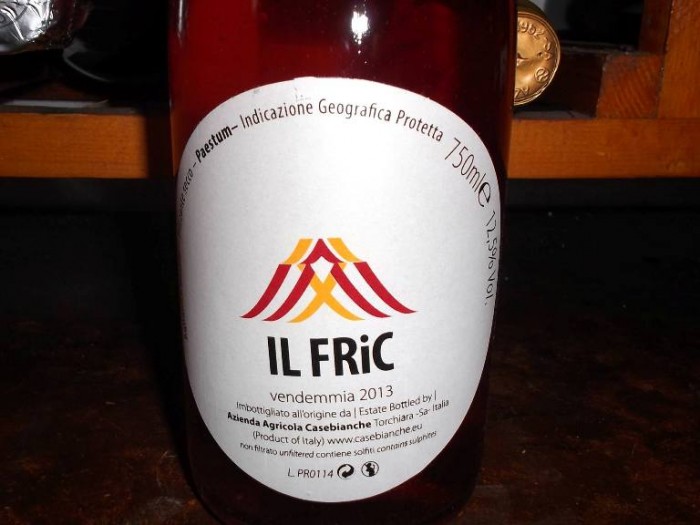 SECCO – Paestum– Indicazione Geografica Protetta
750ml℮ 12,5% Vol.
IL FRiC
vendemmia 2013
Imbottigliato all'origine da | Estate Bottled by |
Azienda Agricola Casebianche Torchiara -Sa- Italia
(Product of Italy) www.casebianche.eu
non filtrato unfiltered contiene solfiti contains sulphites
L. PR0114